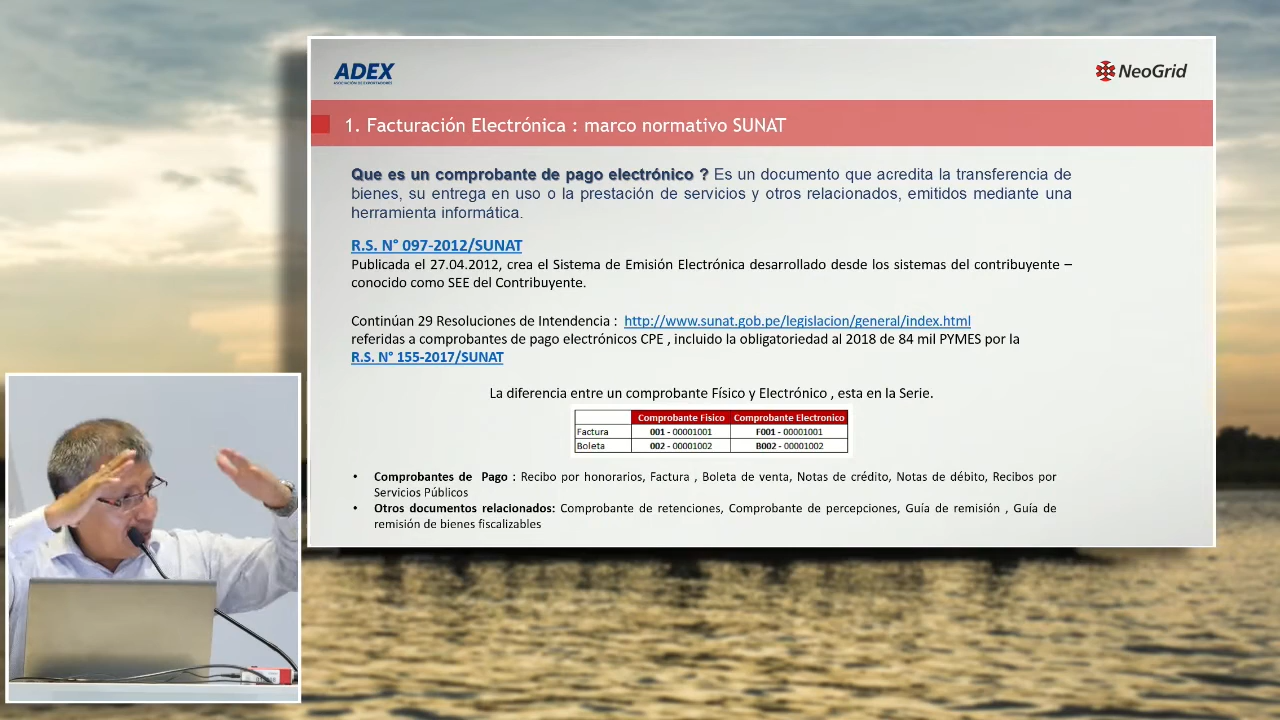 ADEX
ASOCIACIÓN DE EXPORTADORES
NeoGrid
1. Facturación Electrónica : marco normativo SUNAT
Que es un comprobante de pago electrónico ? Es un documento que acredita la transferencia de
bienes, su entrega en uso o la prestación de servicios y otros relacionados, emitidos mediante una
herramienta informática.
R.S. N° 097-2012/SUNAT
Publicada el 27.04.2012, crea el Sistema de Emisión Electrónica desarrollado desde los sistemas del contribuyente –
conocido como SEE del Contribuyente.
Continúan 29 Resoluciones de Intendencia : http://www.sunat.gob.pe/legislacion/general/index.html
referidas a comprobantes de pago electrónicos CPE , incluido la obligatoriedad al 2018 de 84 mil PYMES por la
R.S. N° 155-2017/SUNAT
La diferencia entre un comprobante Físico y Electrónico , esta en la Serie.
Comprobante Fisico Comprobante Electronico
Factura 001 - 00001001 F001 - 00001001
Boleta 002 - 00001002 B002 - 00001002
• Comprobantes de Pago : Recibo por honorarios, Factura , Boleta de venta, Notas de crédito, Notas de débito, Recibos por
Servicios Públicos
• Otros documentos relacionados: Comprobante de retenciones, Comprobante de percepciones, Guía de remisión , Guía de
remisión de bienes fiscalizables